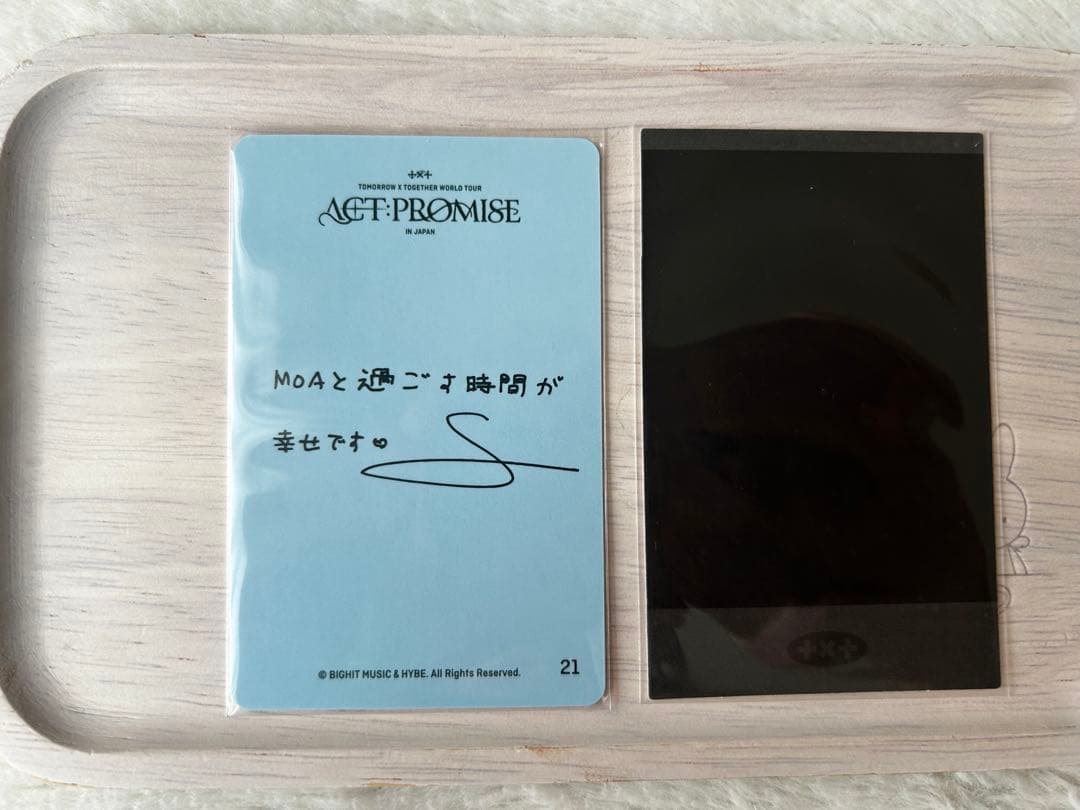 +×+
TOMORROW X TOGETHER WORLD TOUR
ACT:PROMISE
IN JAPAN
MOAと過ごす時間が
幸せです♡
© BIGHIT MUSIC & HYBE. All Rights Reserved.
21
+×+